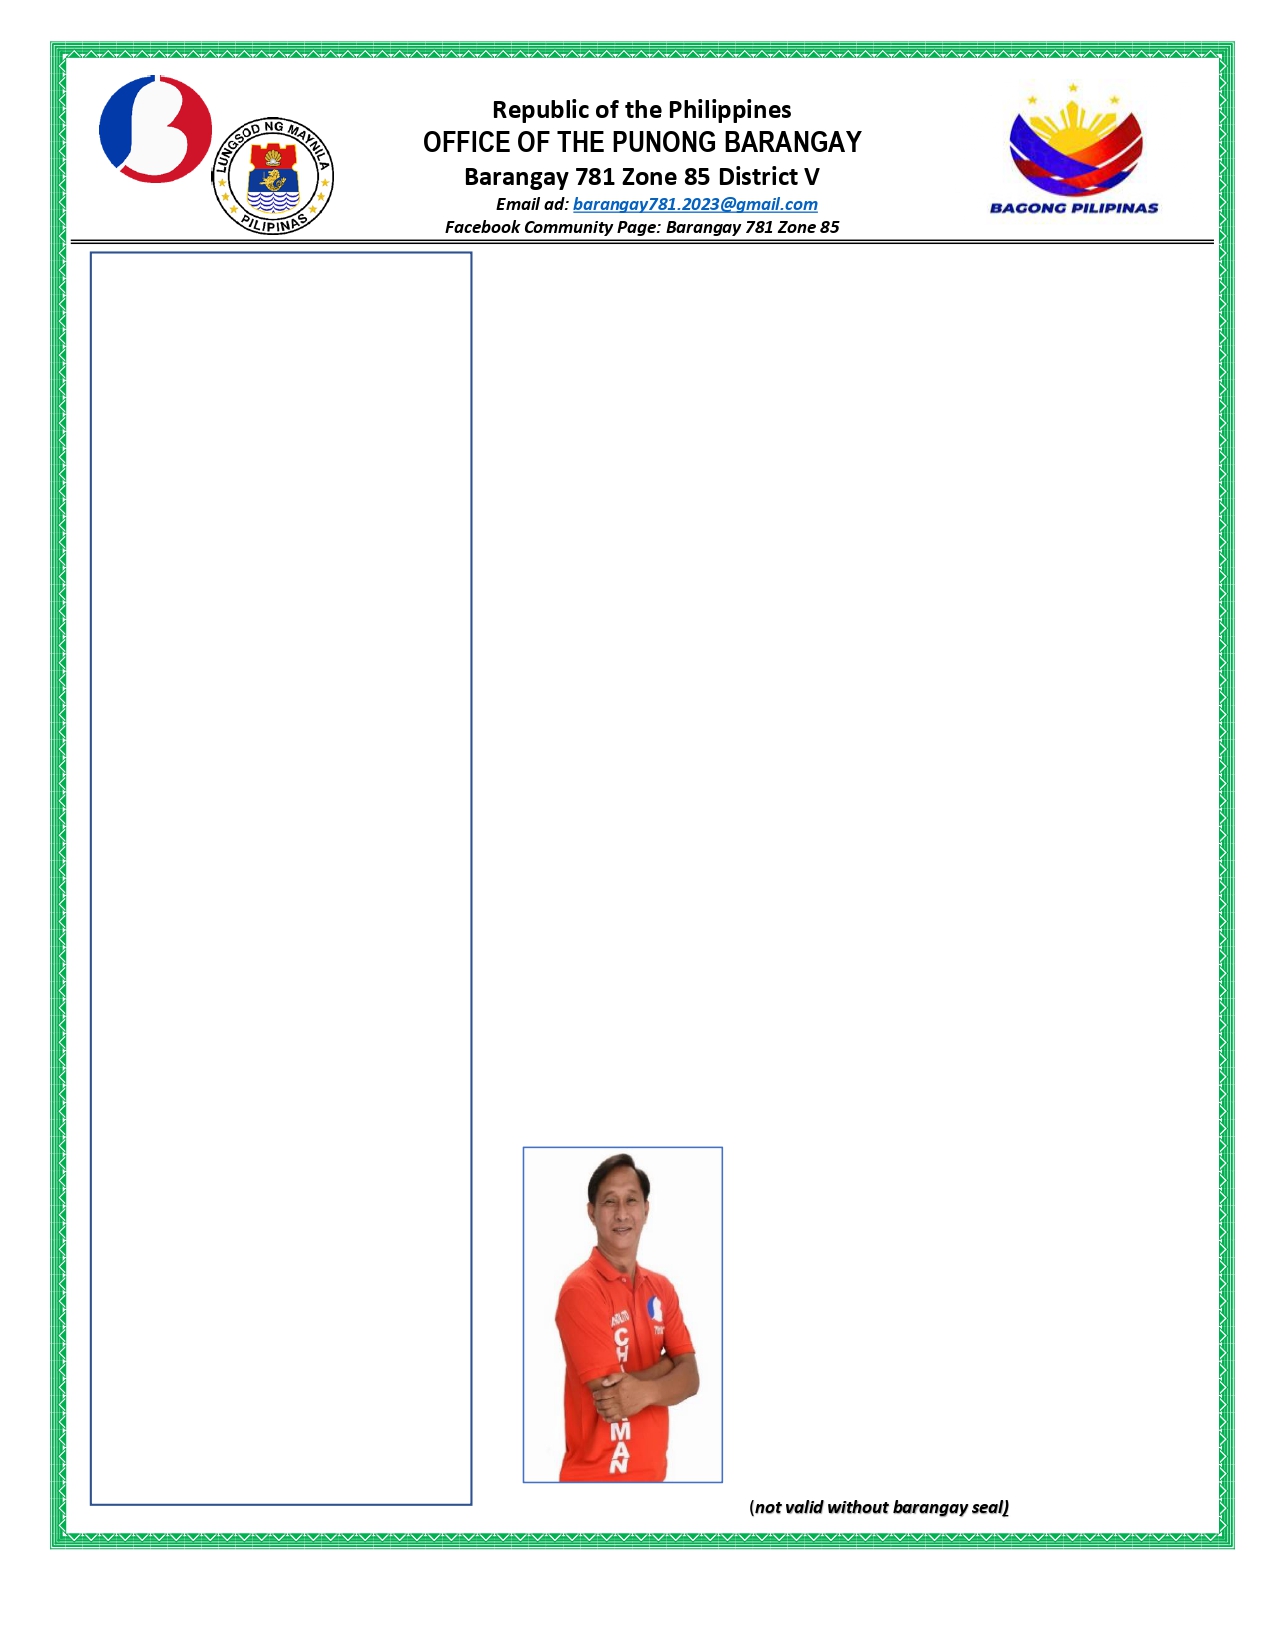 LUNGSOD NG MAYNILA
PILIPINAS
Republic of the Philippines
OFFICE OF THE PUNONG BARANGAY
Barangay 781 Zone 85 District V
Email ad: barangay781.2023@gmail.com
Facebook Community Page: Barangay 781 Zone 85
BAGONG PILIPINAS
(not valid without barangay seal)